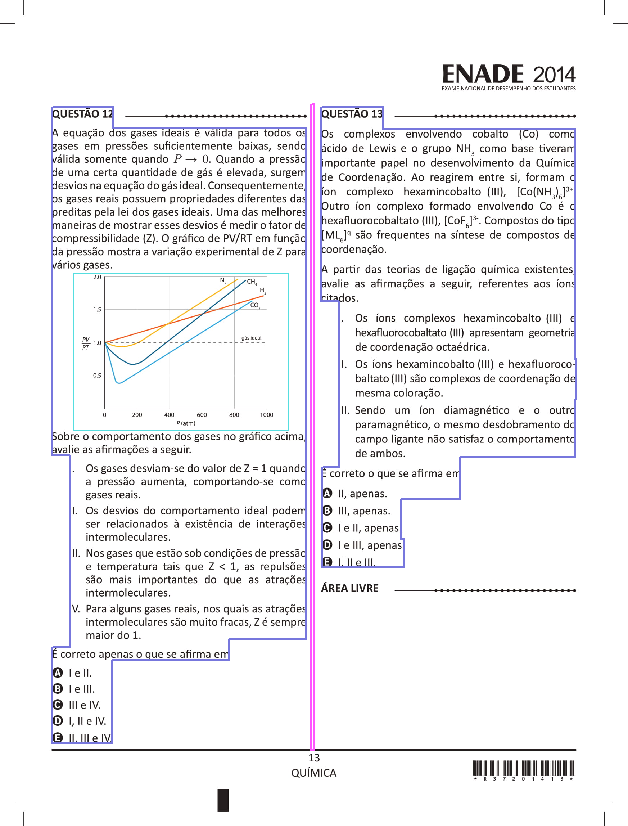 ENADE 2014
EXAME NACIONAL DE DESEMPENHO DOS ESTUDANTES
QUESTÃO 12
A equação dos gases ideais é válida para todos os
gases em pressões suficientemente baixas, sendo
válida somente quando P → 0. Quando a pressão
de uma certa quantidade de gás é elevada, surgem
desvios na equação do gás ideal. Consequentemente,
os gases reais possuem propriedades diferentes das
preditas pela lei dos gases ideais. Uma das melhores
maneiras de mostrar esses desvios é medir o fator de
compressibilidade (Z). O gráfico de PV/RT em função
da pressão mostra a variação experimental de Z para
vários gases.
2.0
N₂
CH₄
H₂
CO₂
1.5
PV
RT
1.0
gás ideal
0.5
0 200 400 600 800 1000
P (atm)
Sobre o comportamento dos gases no gráfico acima,
avalie as afirmações a seguir.
I. Os gases desviam-se do valor de Z = 1 quando
a pressão aumenta, comportando-se como
gases reais.
II. Os desvios do comportamento ideal podem
ser relacionados à existência de interações
intermoleculares.
III. Nos gases que estão sob condições de pressão
e temperatura tais que Z < 1, as repulsões
são mais importantes do que as atrações
intermoleculares.
IV. Para alguns gases reais, nos quais as atrações
intermoleculares são muito fracas, Z é sempre
maior do 1.
É correto apenas o que se afirma em
A I e II.
B I e III.
C III e IV.
D I, II e IV.
E II, III e IV.
QUESTÃO 13
Os complexos envolvendo cobalto (Co) como
ácido de Lewis e o grupo NH₃ como base tiveram
importante papel no desenvolvimento da Química
de Coordenação. Ao reagirem entre si, formam o
íon complexo hexamincobalto (III), [Co(NH₃)₆]³⁺.
Outro íon complexo formado envolvendo Co é o
hexafluorocobaltato (III), [CoF₆]³⁻. Compostos do tipo
[ML₆]ⁿ são frequentes na síntese de compostos de
coordenação.
A partir das teorias de ligação química existentes,
avalie as afirmações a seguir, referentes aos íons
citados.
I. Os íons complexos hexamincobalto (III) e
hexafluorocobaltato (III) apresentam geometria
de coordenação octaédrica.
II. Os íons hexamincobalto (III) e hexafluoroco-
baltato (III) são complexos de coordenação de
mesma coloração.
III. Sendo um íon diamagnético e o outro
paramagnético, o mesmo desdobramento do
campo ligante não satisfaz o comportamento
de ambos.
É correto o que se afirma em
A II, apenas.
B III, apenas.
C I e II, apenas.
D I e III, apenas.
E I, II e III.
ÁREA LIVRE
13
QUÍMICA
*R3720141​3*